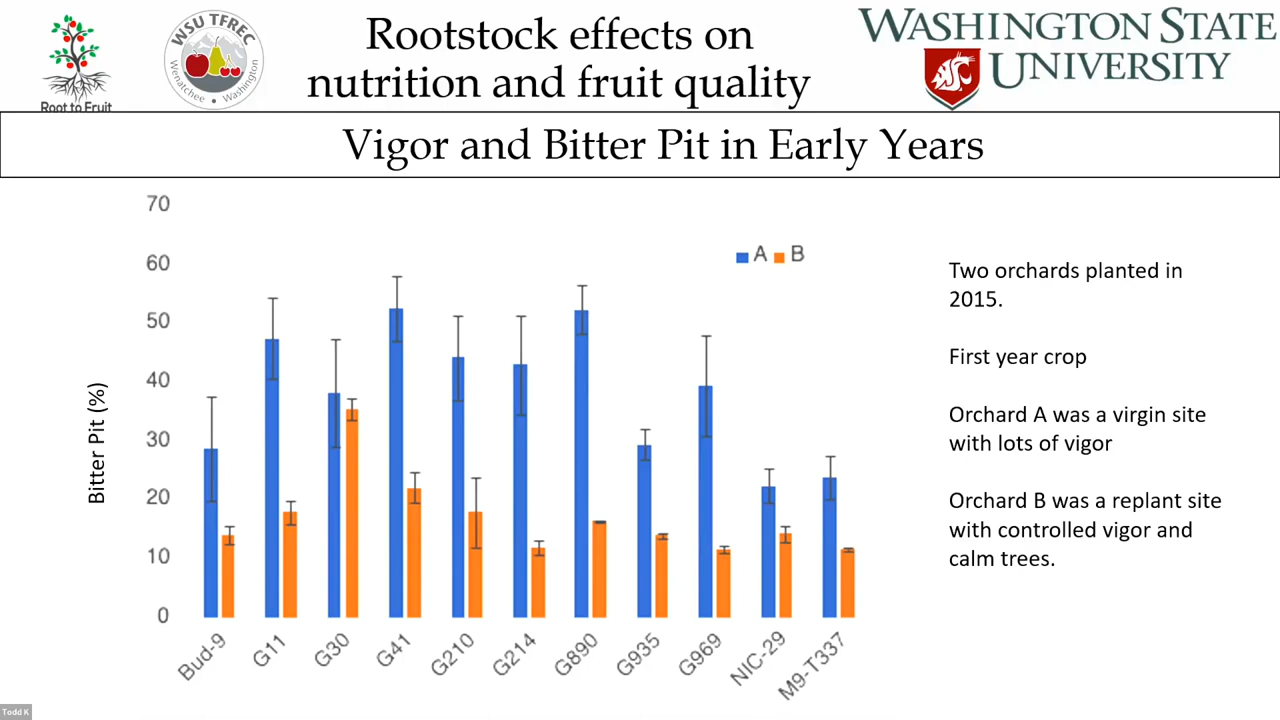 Root to Fruit
WSU TFREC
Wenatchee • Washington
Rootstock effects on
nutrition and fruit quality
WASHINGTON STATE
UNIVERSITY
Vigor and Bitter Pit in Early Years
70
60
50
40
30
20
10
0
Bitter Pit (%)
A B
Bud-9
G11
G30
G41
G210
G214
G890
G935
G969
NIC-29
M9-T337
Two orchards planted in
2015.
First year crop
Orchard A was a virgin site
with lots of vigor
Orchard B was a replant site
with controlled vigor and
calm trees.
Todd K